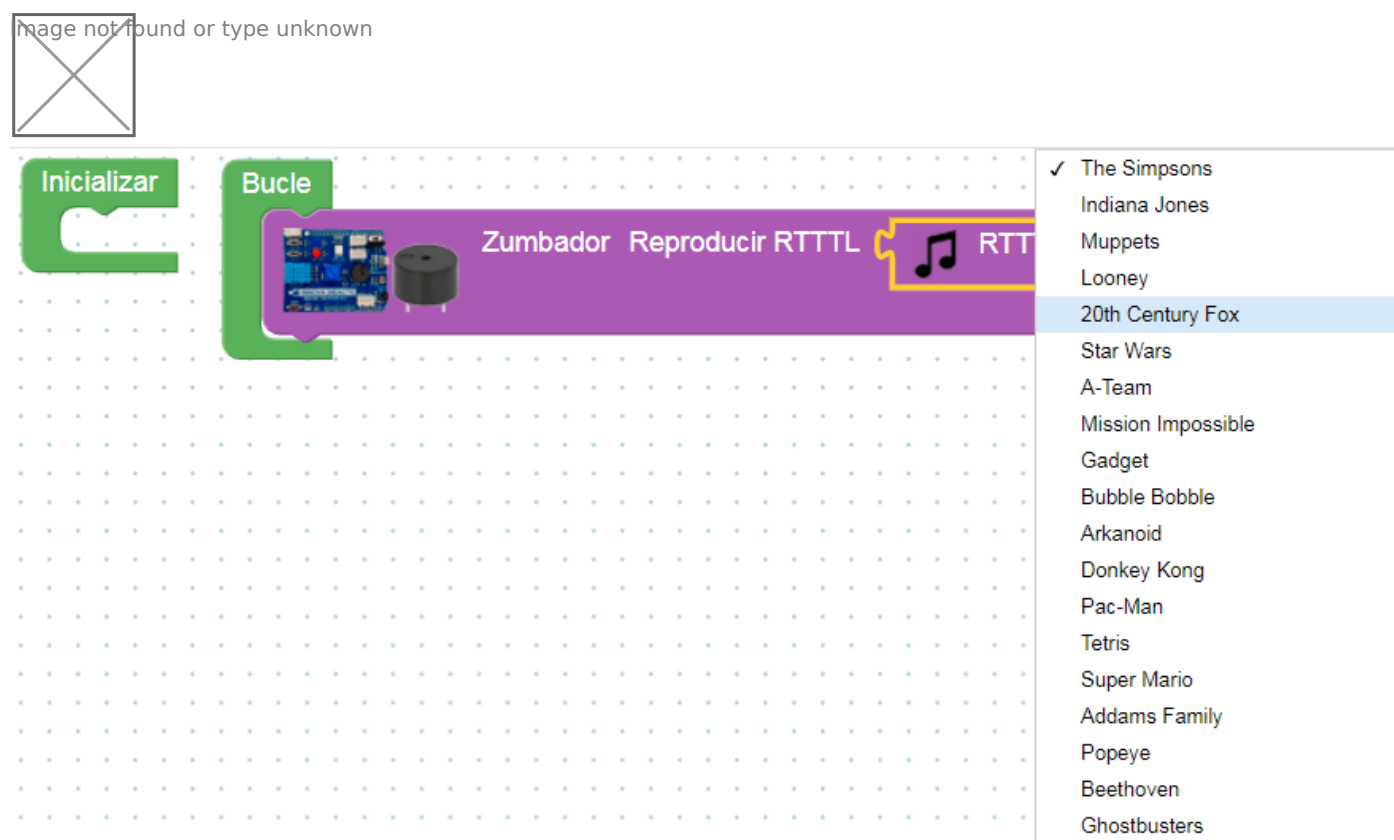 Image not found or type unknown
Inicializar
Bucle
Zumbador Reproducir RTTTL
RTT
✓ The Simpsons
Indiana Jones
Muppets
Looney
20th Century Fox
Star Wars
A-Team
Mission Impossible
Gadget
Bubble Bobble
Arkanoid
Donkey Kong
Pac-Man
Tetris
Super Mario
Addams Family
Popeye
Beethoven
Ghostbusters